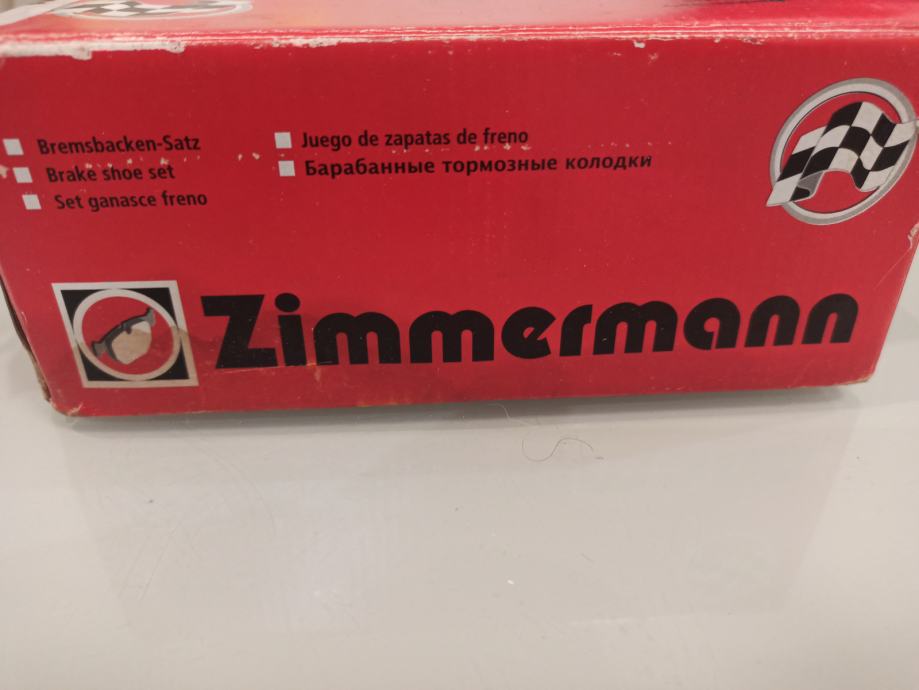 Bremsbacken-Satz
Brake shoe set
Set ganasce freno
Juego de zapatas de freno
Барабанные тормозные колодки
Zimmermann